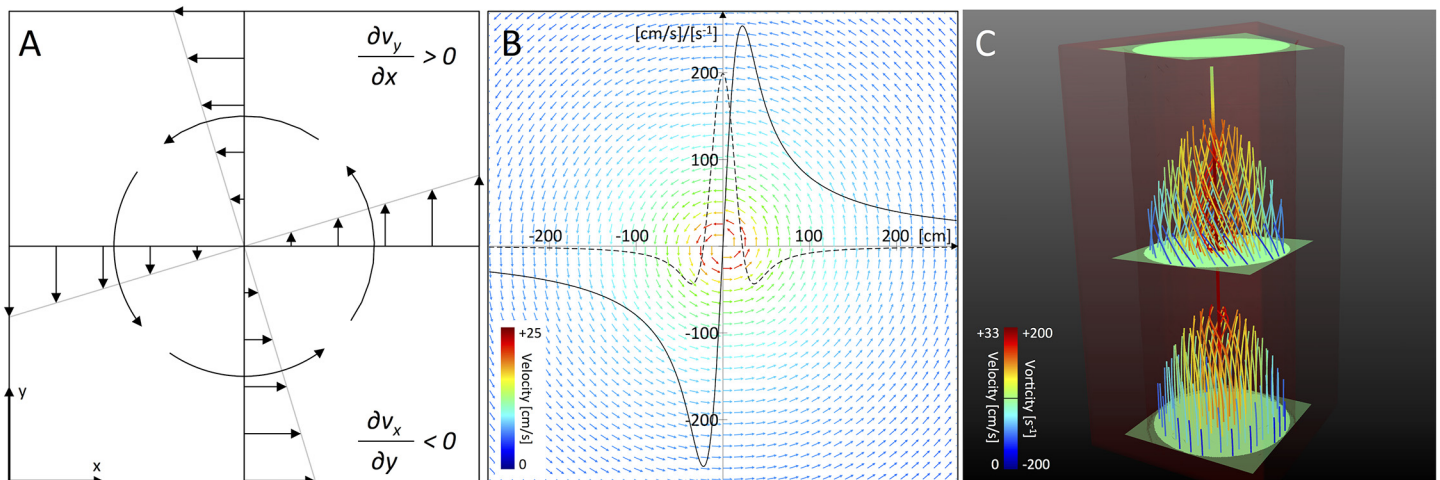 A
∂v_y
∂x
> 0
∂v_x
∂y
< 0
y
x
B
[cm/s]/[s⁻¹]
200
100
-200
-100
100
200
[cm]
-100
-200
+25
Velocity [cm/s]
0
C
+33
+200
Velocity [cm/s]
Vorticity [s⁻¹]
0
-200